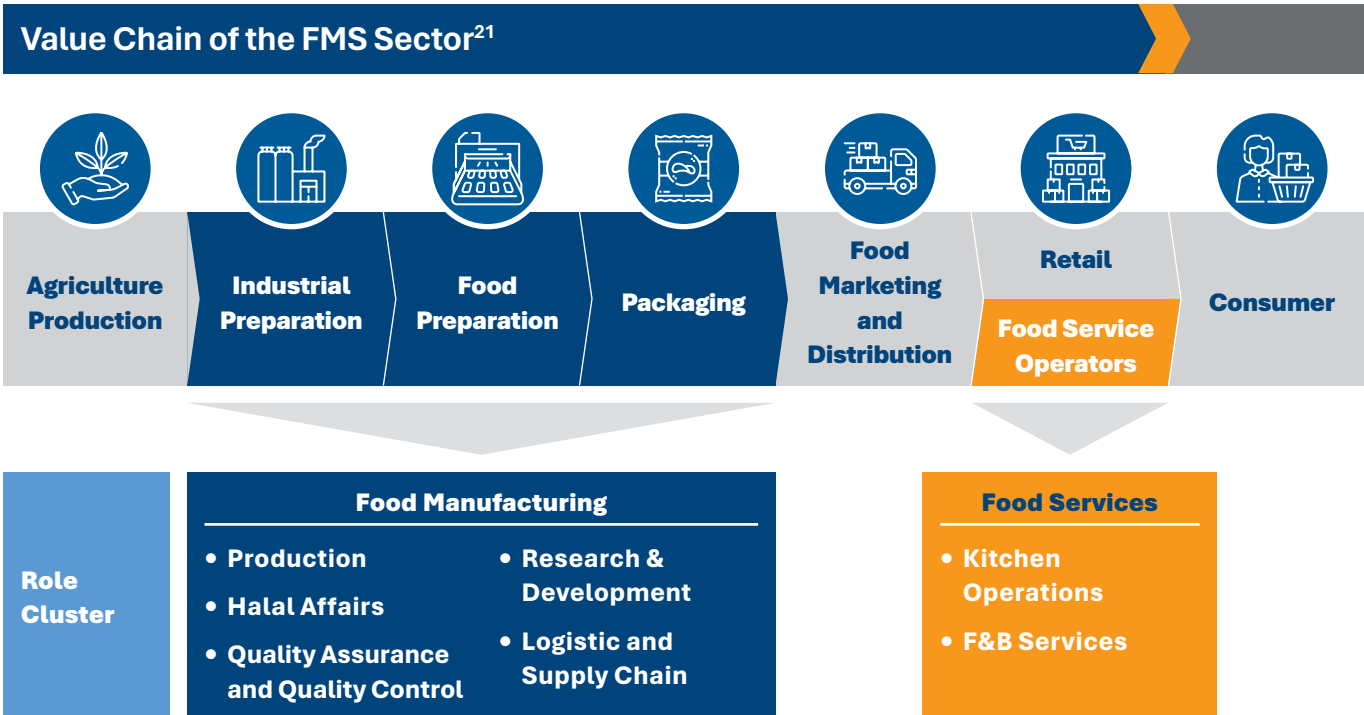 Value Chain of the FMS Sector21
Agriculture
Production
Industrial
Preparation
Food
Preparation
Packaging
Food
Marketing
and
Distribution
Retail
Food Service
Operators
Consumer
Role
Cluster
Food Manufacturing
• Production
• Halal Affairs
• Quality Assurance
and Quality Control
• Research &
Development
• Logistic and
Supply Chain
Food Services
• Kitchen
Operations
• F&B Services